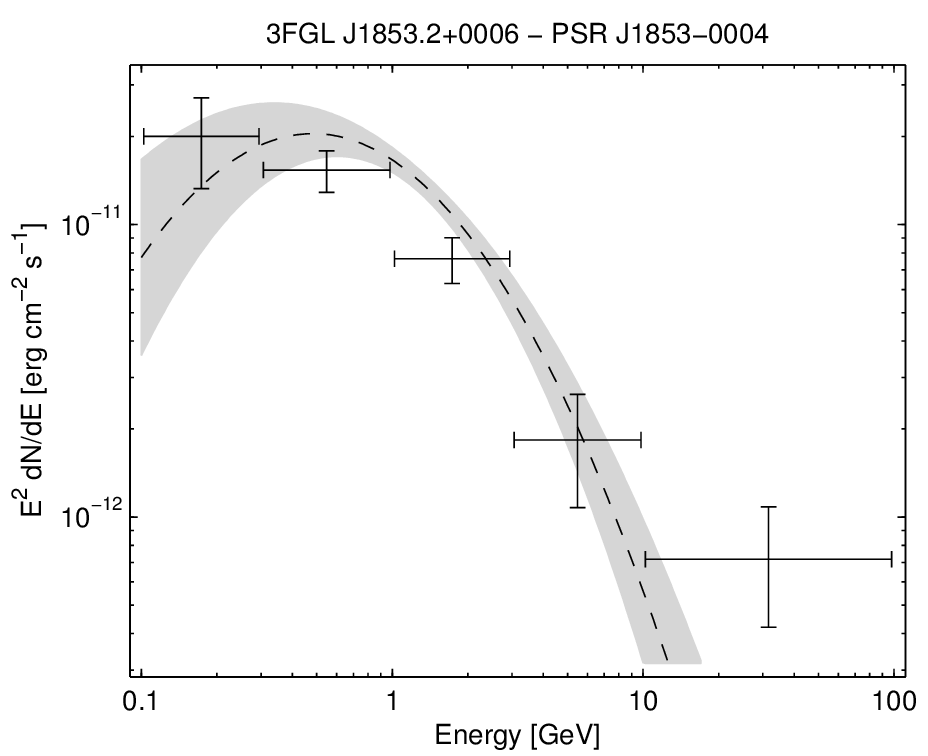 3FGL J1853.2+0006 − PSR J1853−0004
E² dN/dE [erg cm⁻² s⁻¹]
10⁻¹¹
10⁻¹²
0.1 1 10 100
Energy [GeV]